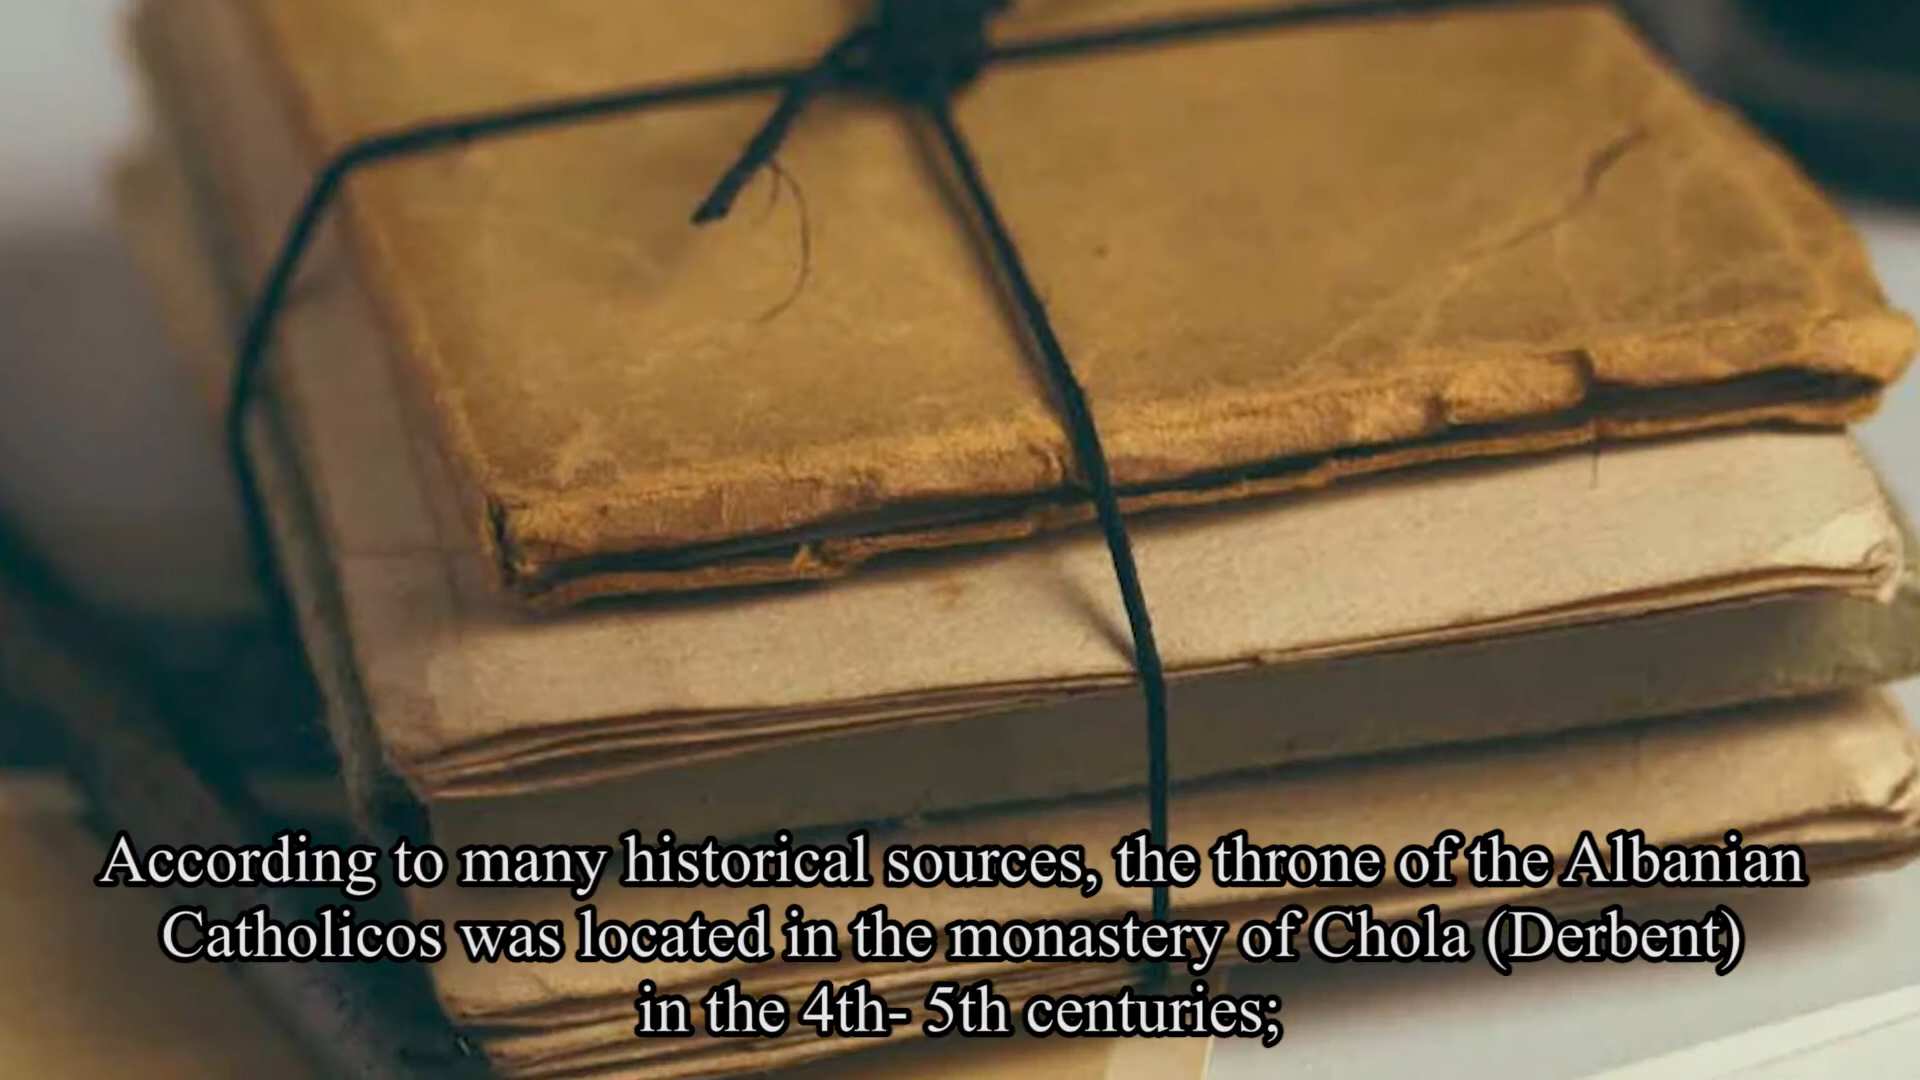 According to many historical sources, the throne of the Albanian
Catholicos was located in the monastery of Chola (Derbent)
in the 4th- 5th centuries;